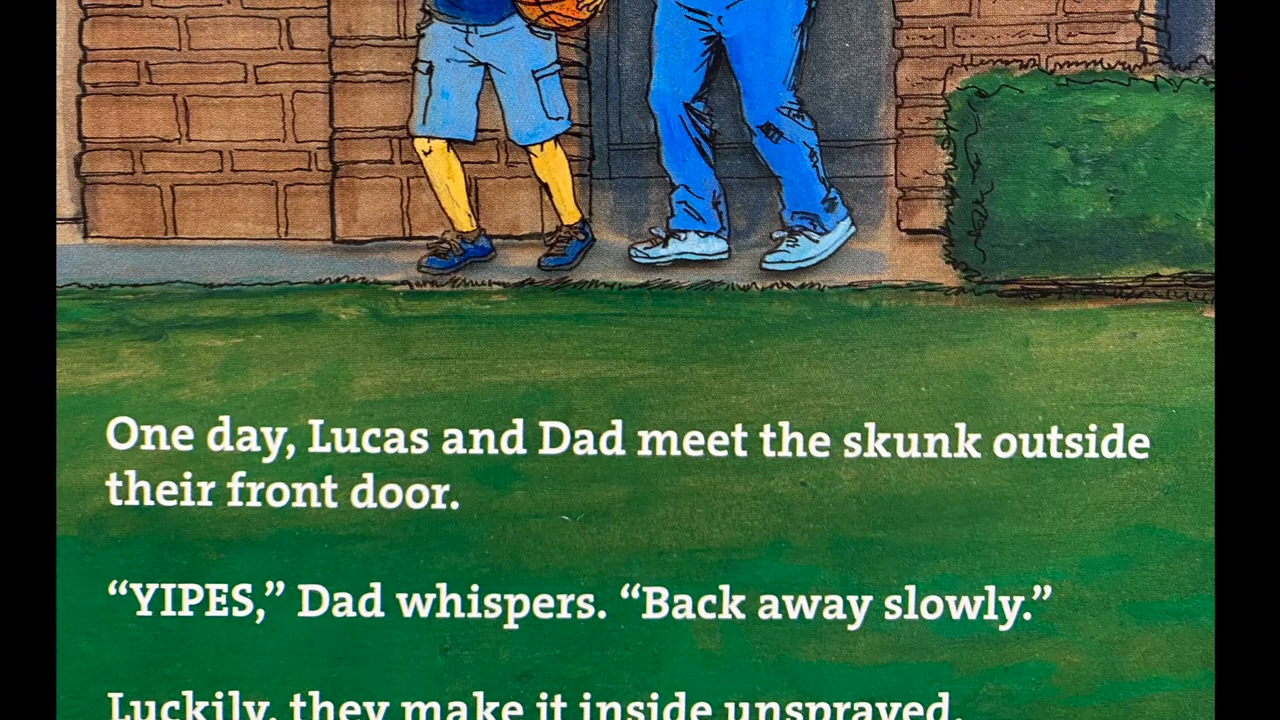 One day, Lucas and Dad meet the skunk outside
their front door.
“YIPES,” Dad whispers. “Back away slowly.”
Luckily, they make it inside unsprayed.